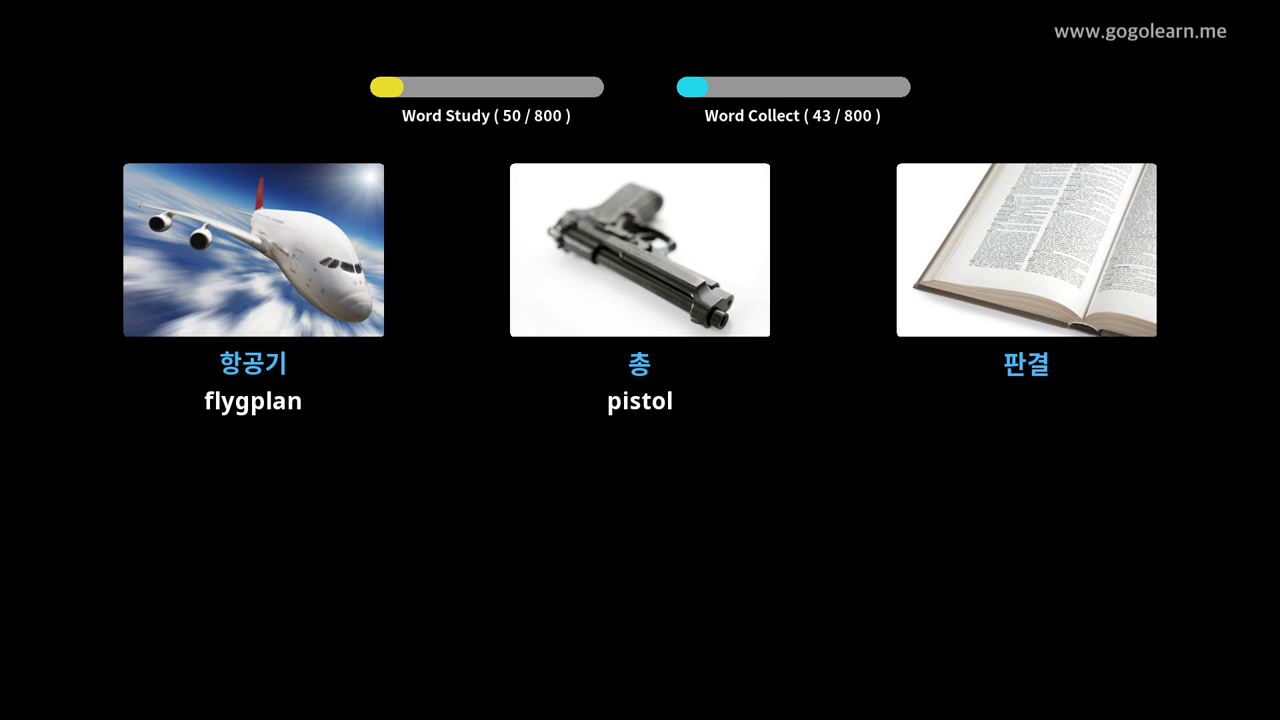 www.gogolearn.me
Word Study ( 50 / 800 )
Word Collect ( 43 / 800 )
항공기
flygplan
총
pistol
판결